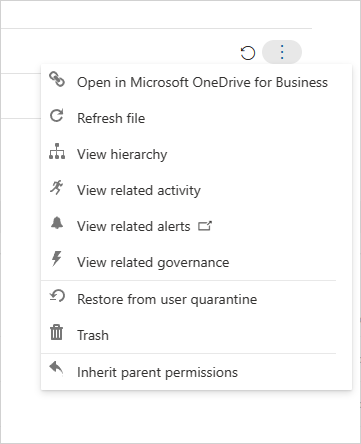 Open in Microsoft OneDrive for Business
Refresh file
View hierarchy
View related activity
View related alerts
View related governance
Restore from user quarantine
Trash
Inherit parent permissions